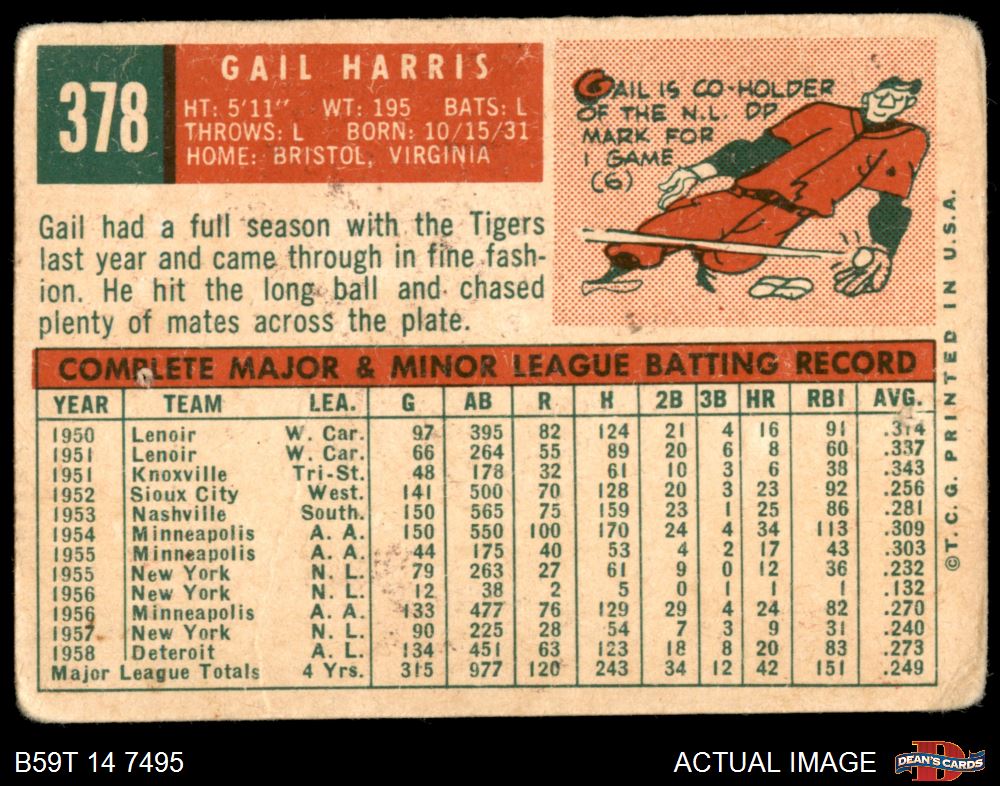 378
GAIL HARRIS
HT: 5'11" WT: 195 BATS: L
THROWS: L BORN: 10/15/31
HOME: BRISTOL, VIRGINIA
GAIL IS CO-HOLDER
OF THE N.L. DP
MARK FOR
1 GAME
(6)
Gail had a full season with the Tigers
last year and came through in fine fash-
ion. He hit the long ball and chased
plenty of mates across the plate.
COMPLETE MAJOR & MINOR LEAGUE BATTING RECORD
YEAR TEAM LEA. G AB R H 2B 3B HR RBI AVG.
1950 Lenoir W. Car. 97 395 82 124 21 4 16 91 .314
1951 Lenoir W. Car. 66 264 55 89 20 6 8 60 .337
1951 Knoxville Tri-St. 48 178 32 61 10 3 6 38 .343
1952 Sioux City West. 141 500 70 128 20 3 23 92 .256
1953 Nashville South. 150 565 75 159 23 1 25 86 .281
1954 Minneapolis A. A. 150 550 100 170 24 4 34 113 .309
1955 Minneapolis A. A. 44 175 40 53 4 2 17 43 .303
1955 New York N. L. 79 263 27 61 9 0 12 36 .232
1956 New York N. L. 12 38 2 5 0 1 1 1 .132
1956 Minneapolis A. A. 133 477 76 129 29 4 24 82 .270
1957 New York N. L. 90 225 28 54 7 3 9 31 .240
1958 Deteroit A. L. 134 451 63 123 18 8 20 83 .273
Major League Totals 4 Yrs. 315 977 120 243 34 12 42 151 .249
©T.C.G. PRINTED IN U.S.A.
B59T 14 7495
ACTUAL IMAGE
DEAN'S CARDS